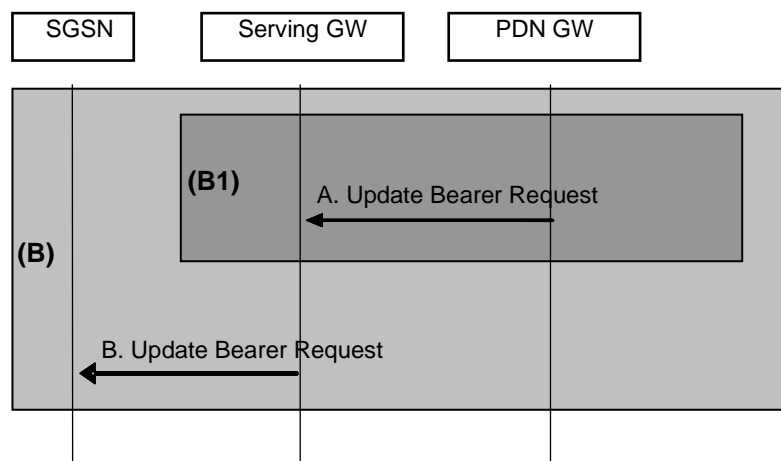 SGSN
Serving GW
PDN GW
(B1)
A. Update Bearer Request
(B)
B. Update Bearer Request